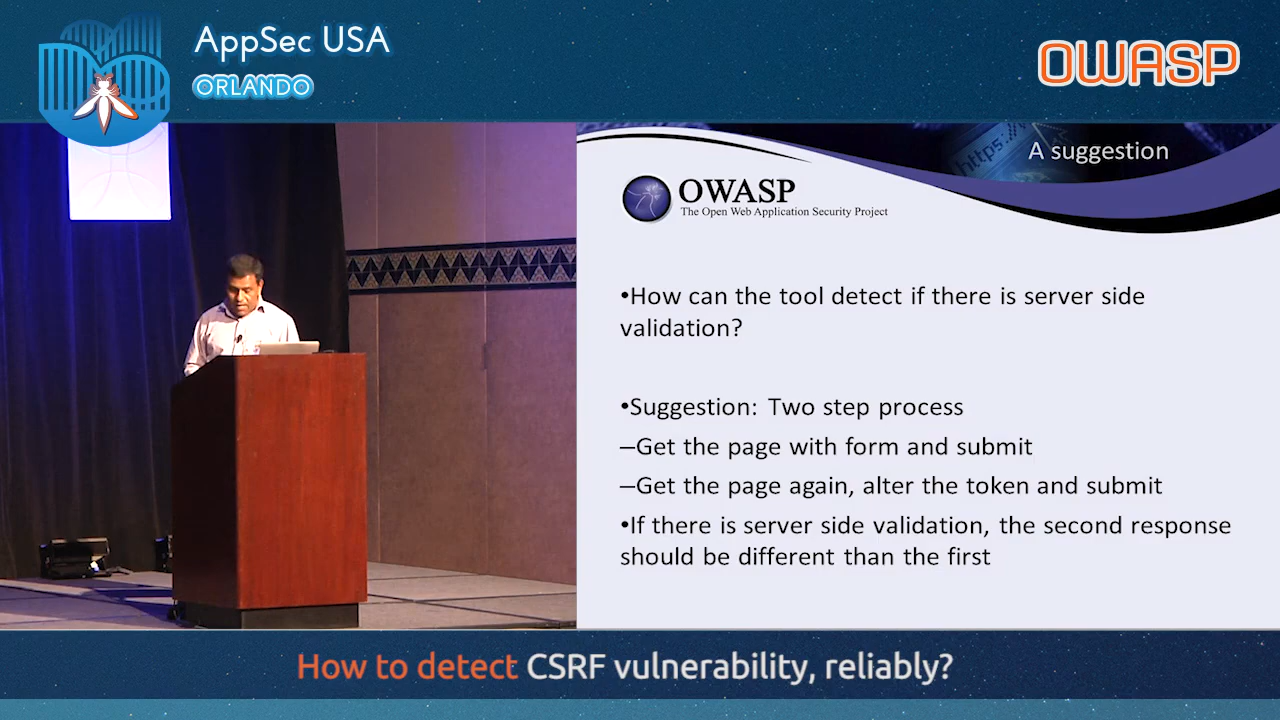 AppSec USA
ORLANDO
OWASP
https://
A suggestion
OWASP
The Open Web Application Security Project
•How can the tool detect if there is server side
validation?
•Suggestion: Two step process
–Get the page with form and submit
–Get the page again, alter the token and submit
•If there is server side validation, the second response
should be different than the first
How to detect CSRF vulnerability, reliably?